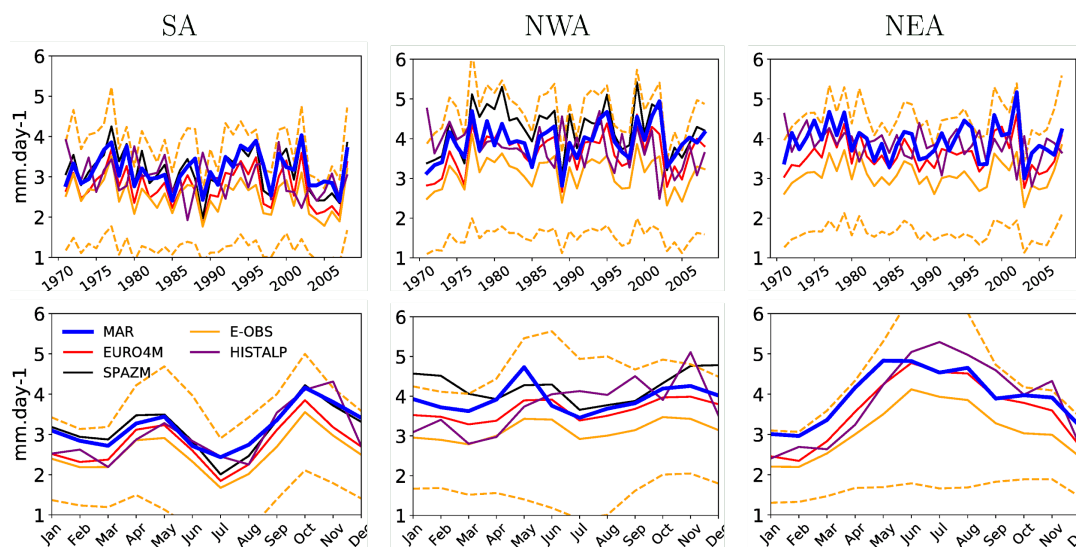 SA NWA NEA
mm.day-1
6 6 6
5 5 5
4 4 4
3 3 3
2 2 2
1 1 1
1970 1975 1980 1985 1990 1995 2000 2005 1970 1975 1980 1985 1990 1995 2000 2005 1970 1975 1980 1985 1990 1995 2000 2005
mm.day-1
6 6 6
5 5 5
4 4 4
3 3 3
2 2 2
1 1 1
MAR E-OBS
EURO4M HISTALP
SPAZM
Jan Feb Mar Apr May Jun Jul Aug Sep Oct Nov De Jan Feb Mar Apr May Jun Jul Aug Sep Oct Nov De Jan Feb Mar Apr May Jun Jul Aug Sep Oct Nov De